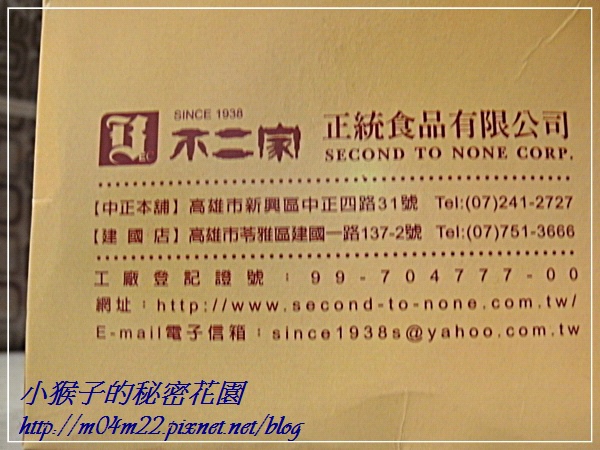 SINCE 1938
不二家 正統食品有限公司
SECOND TO NONE CORP.
【中正本舖】高雄市新興區中正四路31號 Tel:(07)241-2727
【建國店】高雄市苓雅區建國一路137-2號 Tel:(07)751-3666
工廠登記證號：99-704777-00
網址：http://www.second-to-none.com.tw/
E-mail電子信箱：since1938s@yahoo.com.tw
小猴子的秘密花園
http://m04m22.pixnet.net/blog